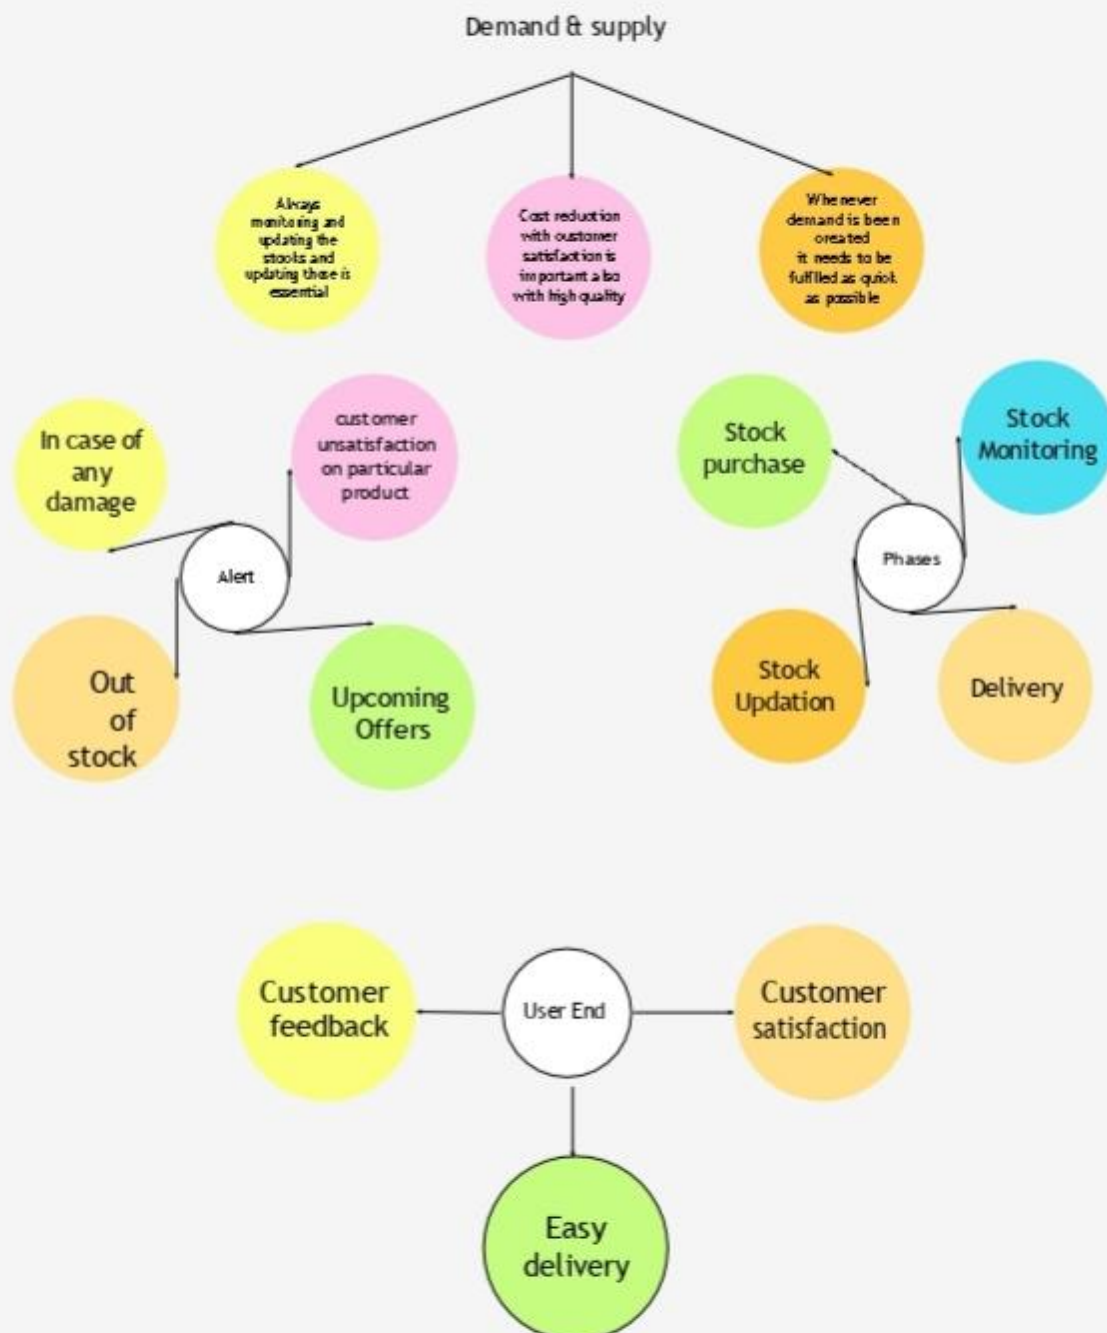 Demand & supply
Always
monitoring and
updating the
stocks and
updating those is
essential
Cost reduction
with customer
satisfaction is
important also
with high quality
Whenever
demand is been
created
it needs to be
fulfilled as quick
as possible
In case of
any
damage
customer
unsatisfaction
on particular
product
Alert
Out
of
stock
Upcoming
Offers
Stock
purchase
Stock
Monitoring
Phases
Stock
Updation
Delivery
Customer
feedback
User End
Customer
satisfaction
Easy
delivery